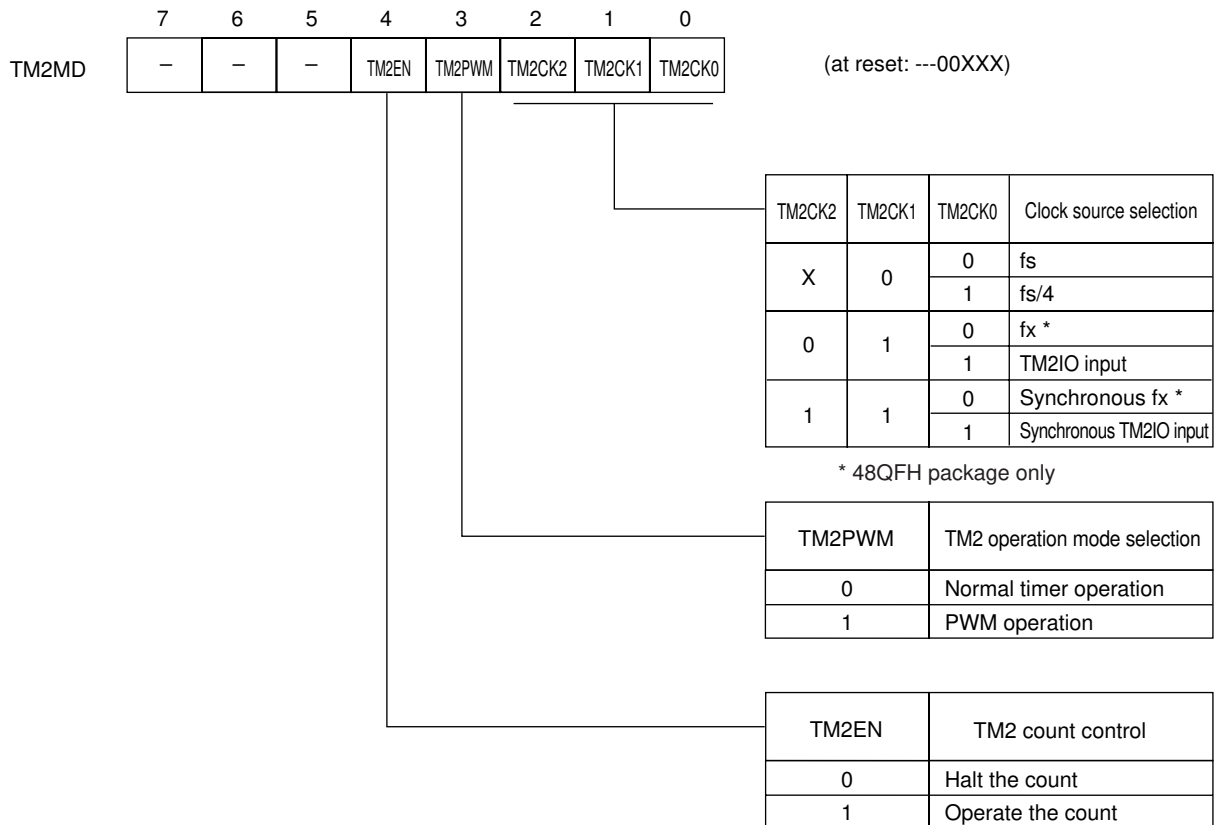 7 6 5 4 3 2 1 0
TM2MD – – – TM2EN TM2PWM TM2CK2 TM2CK1 TM2CK0 (at reset: ---00XXX)
TM2CK2 TM2CK1 TM2CK0 Clock source selection
X 0 0 fs
1 fs/4
0 1 0 fx *
1 TM2IO input
1 1 0 Synchronous fx *
1 Synchronous TM2IO input
* 48QFH package only
TM2PWM TM2 operation mode selection
0 Normal timer operation
1 PWM operation
TM2EN TM2 count control
0 Halt the count
1 Operate the count